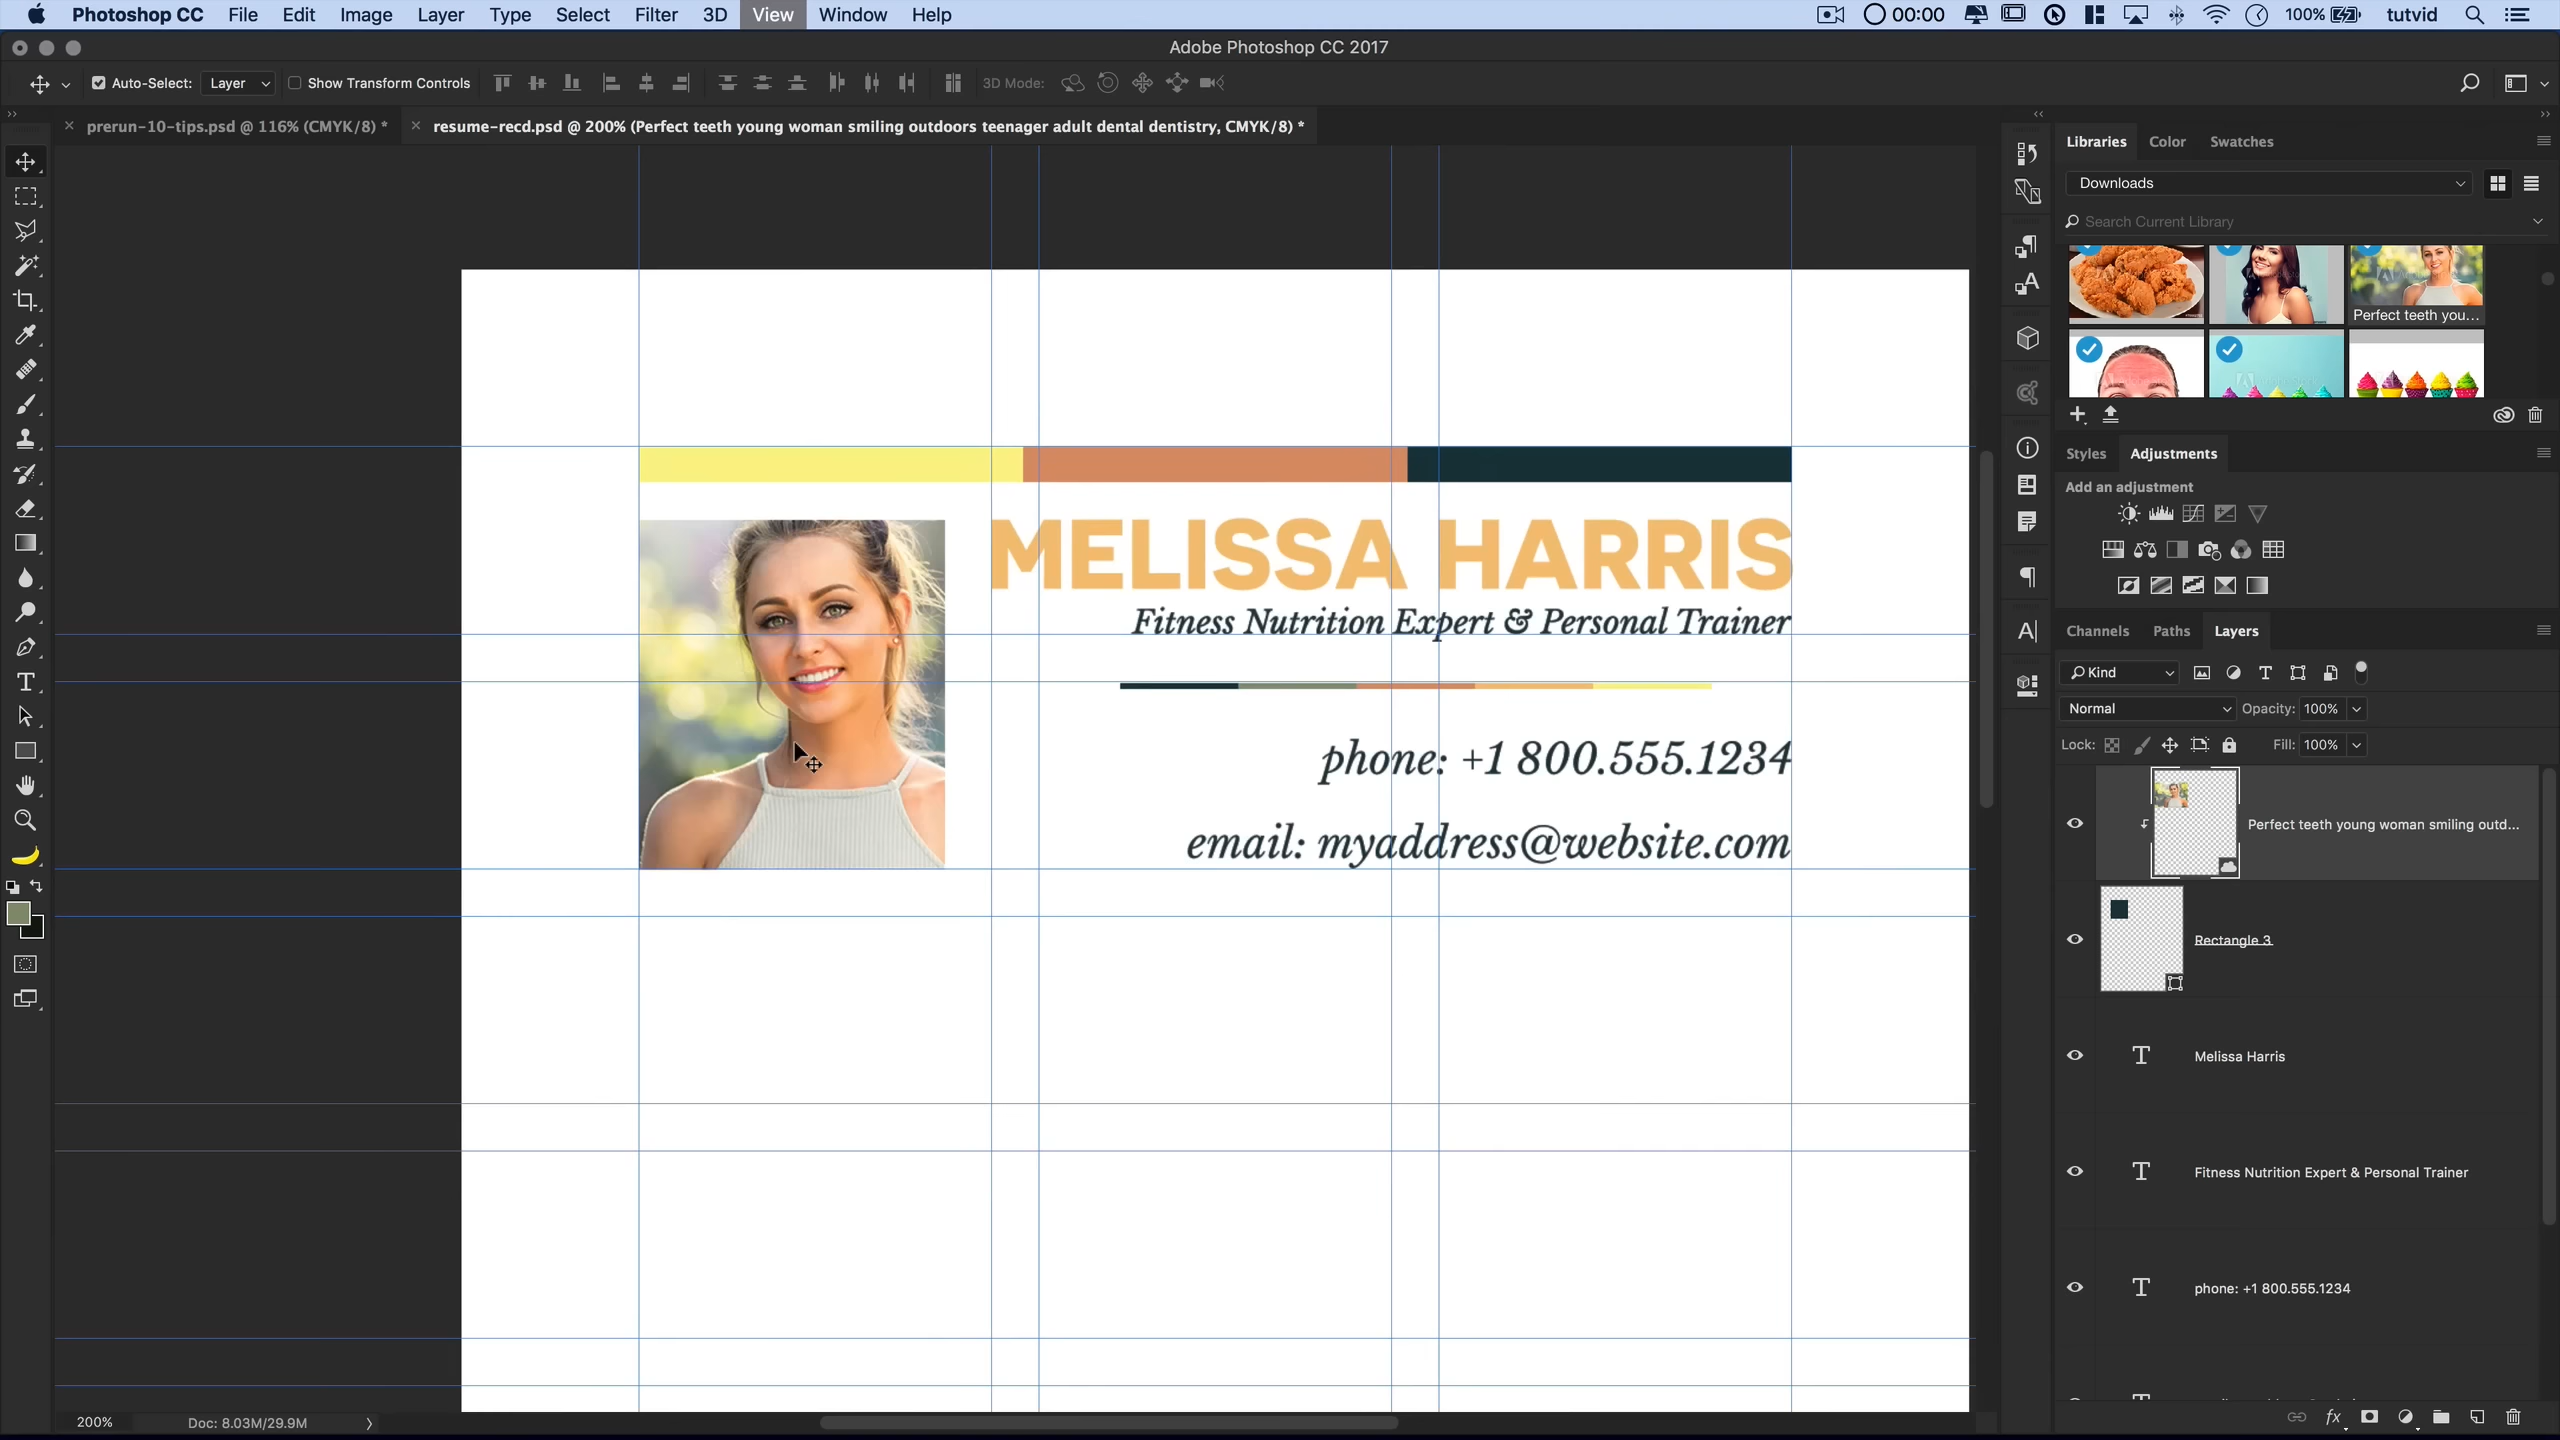 Photoshop CC File Edit Image Layer Type Select Filter 3D View Window Help 00:00 100% tutvid
Adobe Photoshop CC 2017
Auto-Select: Layer Show Transform Controls 3D Mode:
prerun-10-tips.psd @ 116% (CMYK/8) * resume-recd.psd @ 200% (Perfect teeth young woman smiling outdoors teenager adult dental dentistry, CMYK/8) *
Libraries Color Swatches
Downloads
Search Current Library
Perfect teeth you...
Styles Adjustments
Add an adjustment
Channels Paths Layers
Kind
Normal Opacity: 100%
Lock: Fill: 100%
Perfect teeth young woman smiling outd...
Rectangle 3
Melissa Harris
Fitness Nutrition Expert & Personal Trainer
phone: +1 800.555.1234
MELISSA HARRIS
Fitness Nutrition Expert & Personal Trainer
phone: +1 800.555.1234
email: myaddress@website.com
200% Doc: 8.03M/29.9M